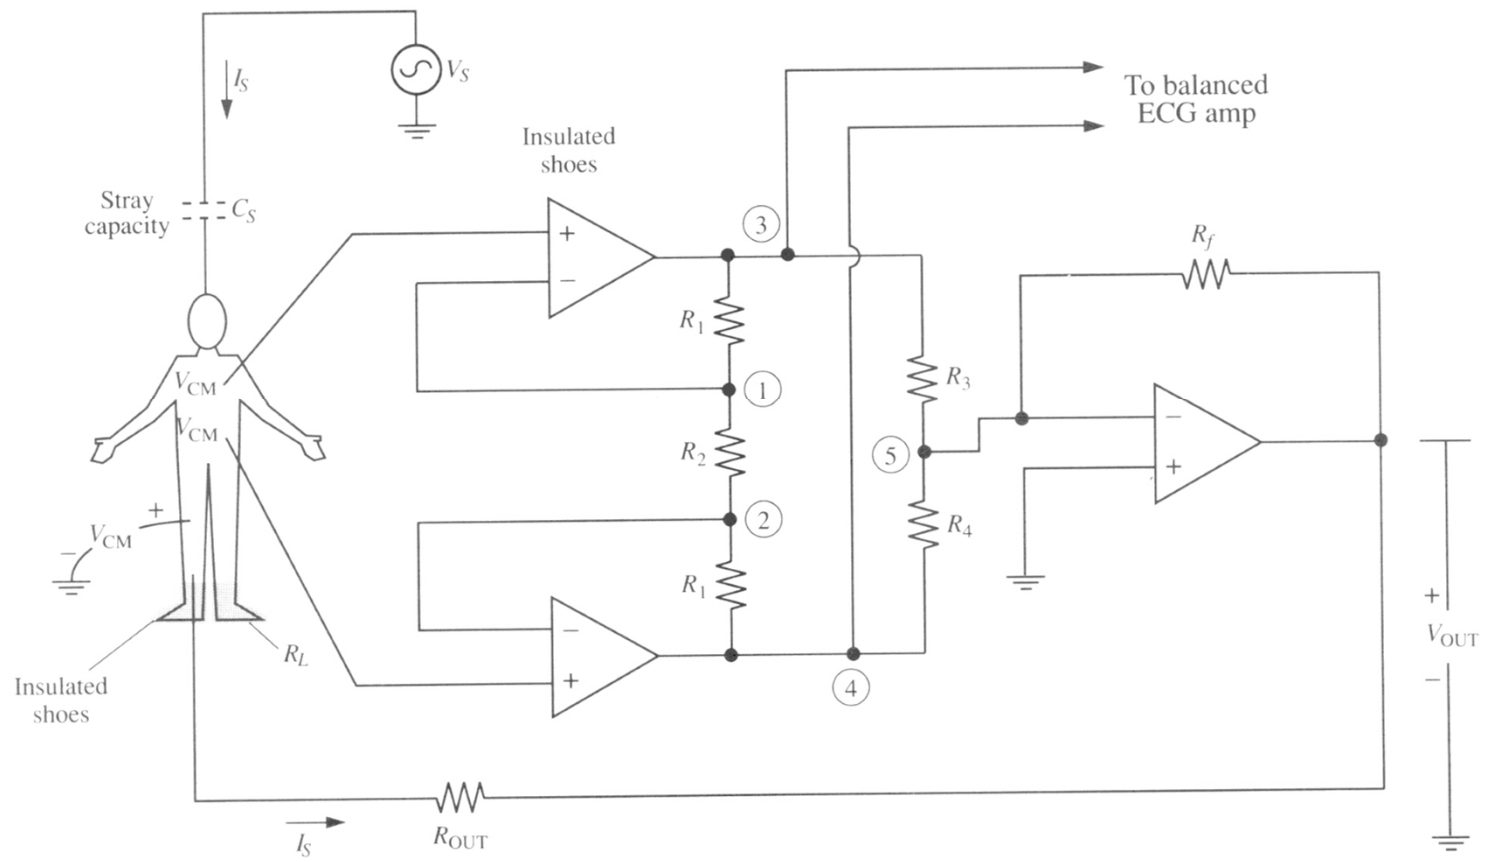 I_S
V_S
Insulated
shoes
To balanced
ECG amp
Stray
capacity
C_S
3
R_f
+
−
R_1
1
R_3
V_CM
V_CM
R_2
5
−
+
+
V_CM
−
2
R_4
R_1
−
+
+
V_OUT
−
R_L
4
Insulated
shoes
R_OUT
I_S